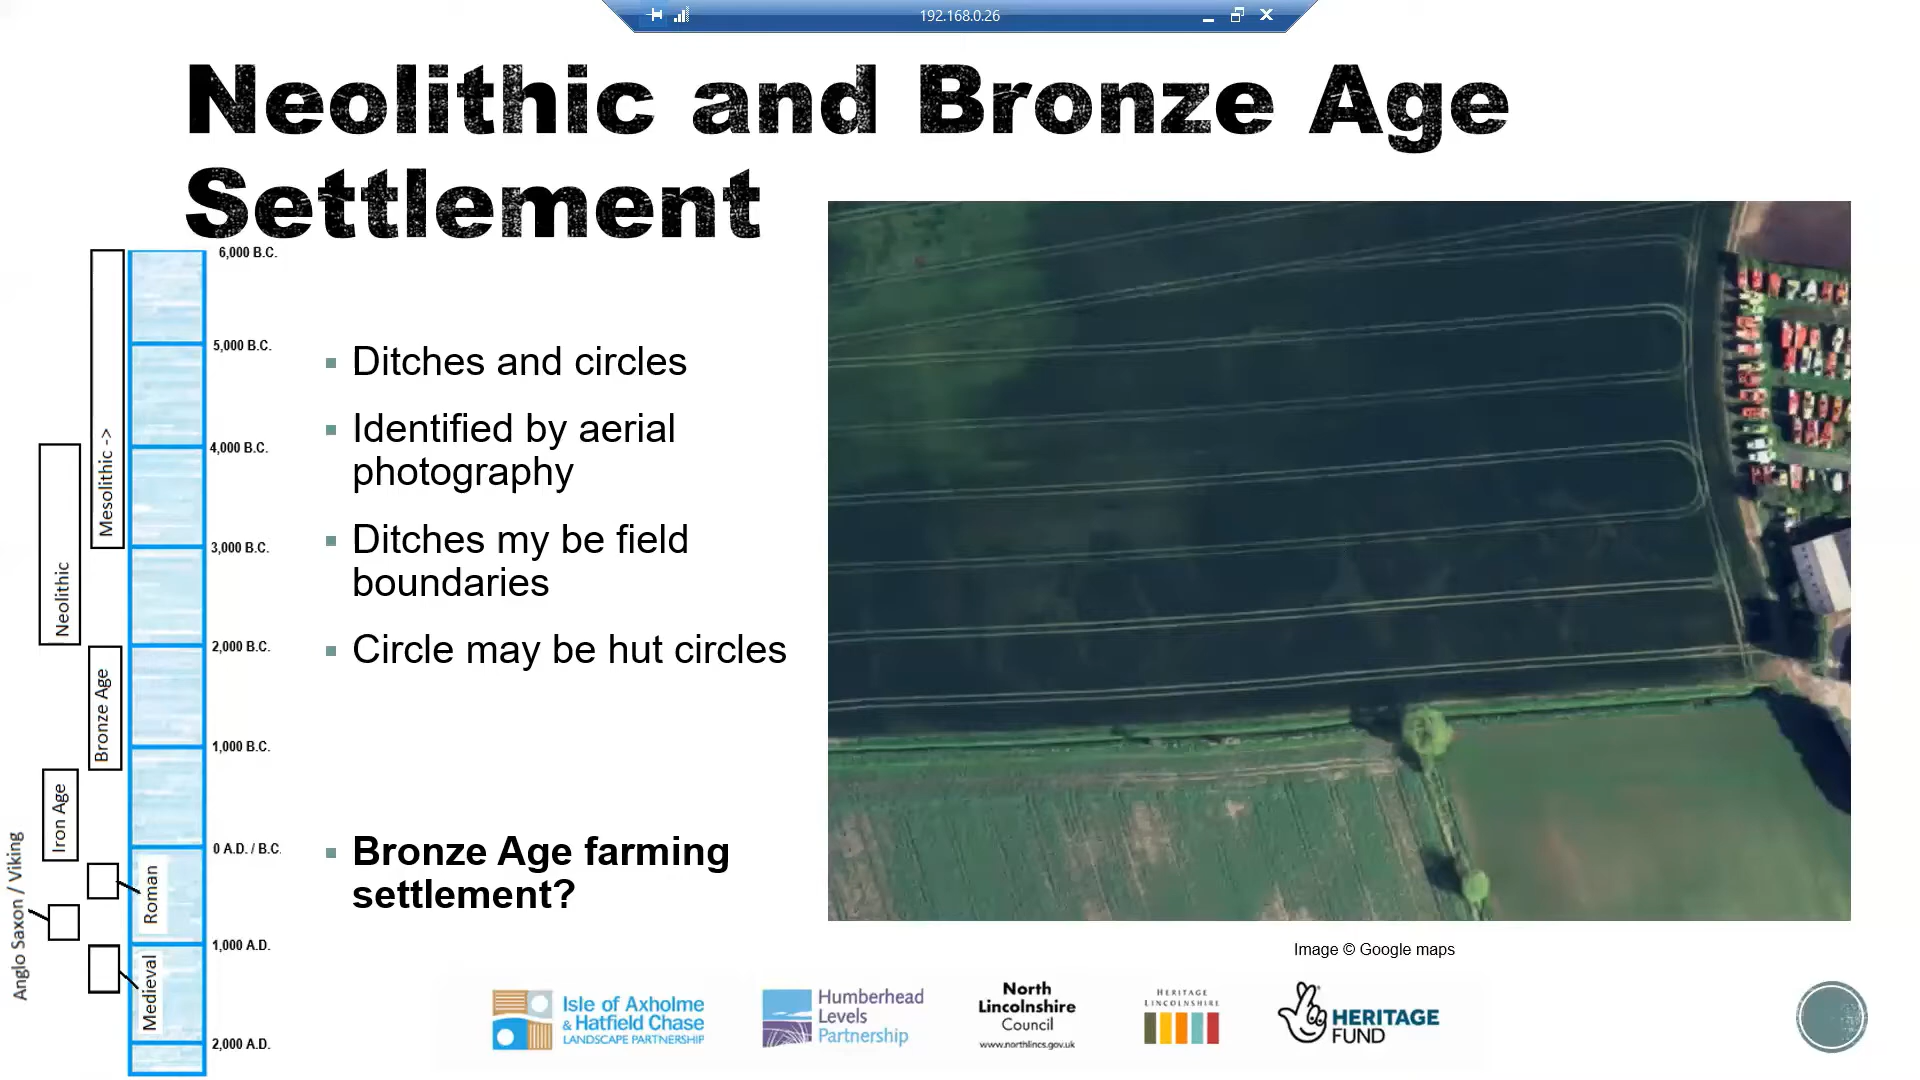 192.168.0.26
Neolithic and Bronze Age
Settlement
6,000 B.C.
5,000 B.C.
4,000 B.C.
3,000 B.C.
2,000 B.C.
1,000 B.C.
0 A.D. / B.C.
1,000 A.D.
2,000 A.D.
Mesolithic ->
Neolithic
Bronze Age
Iron Age
Roman
Anglo Saxon / Viking
Medieval
Ditches and circles
Identified by aerial
photography
Ditches my be field
boundaries
Circle may be hut circles
Bronze Age farming
settlement?
Image © Google maps
Isle of Axholme
& Hatfield Chase
LANDSCAPE PARTNERSHIP
Humberhead
Levels
Partnership
North
Lincolnshire
Council
www.northlincs.gov.uk
HERITAGE
LINCOLNSHIRE
HERITAGE
FUND